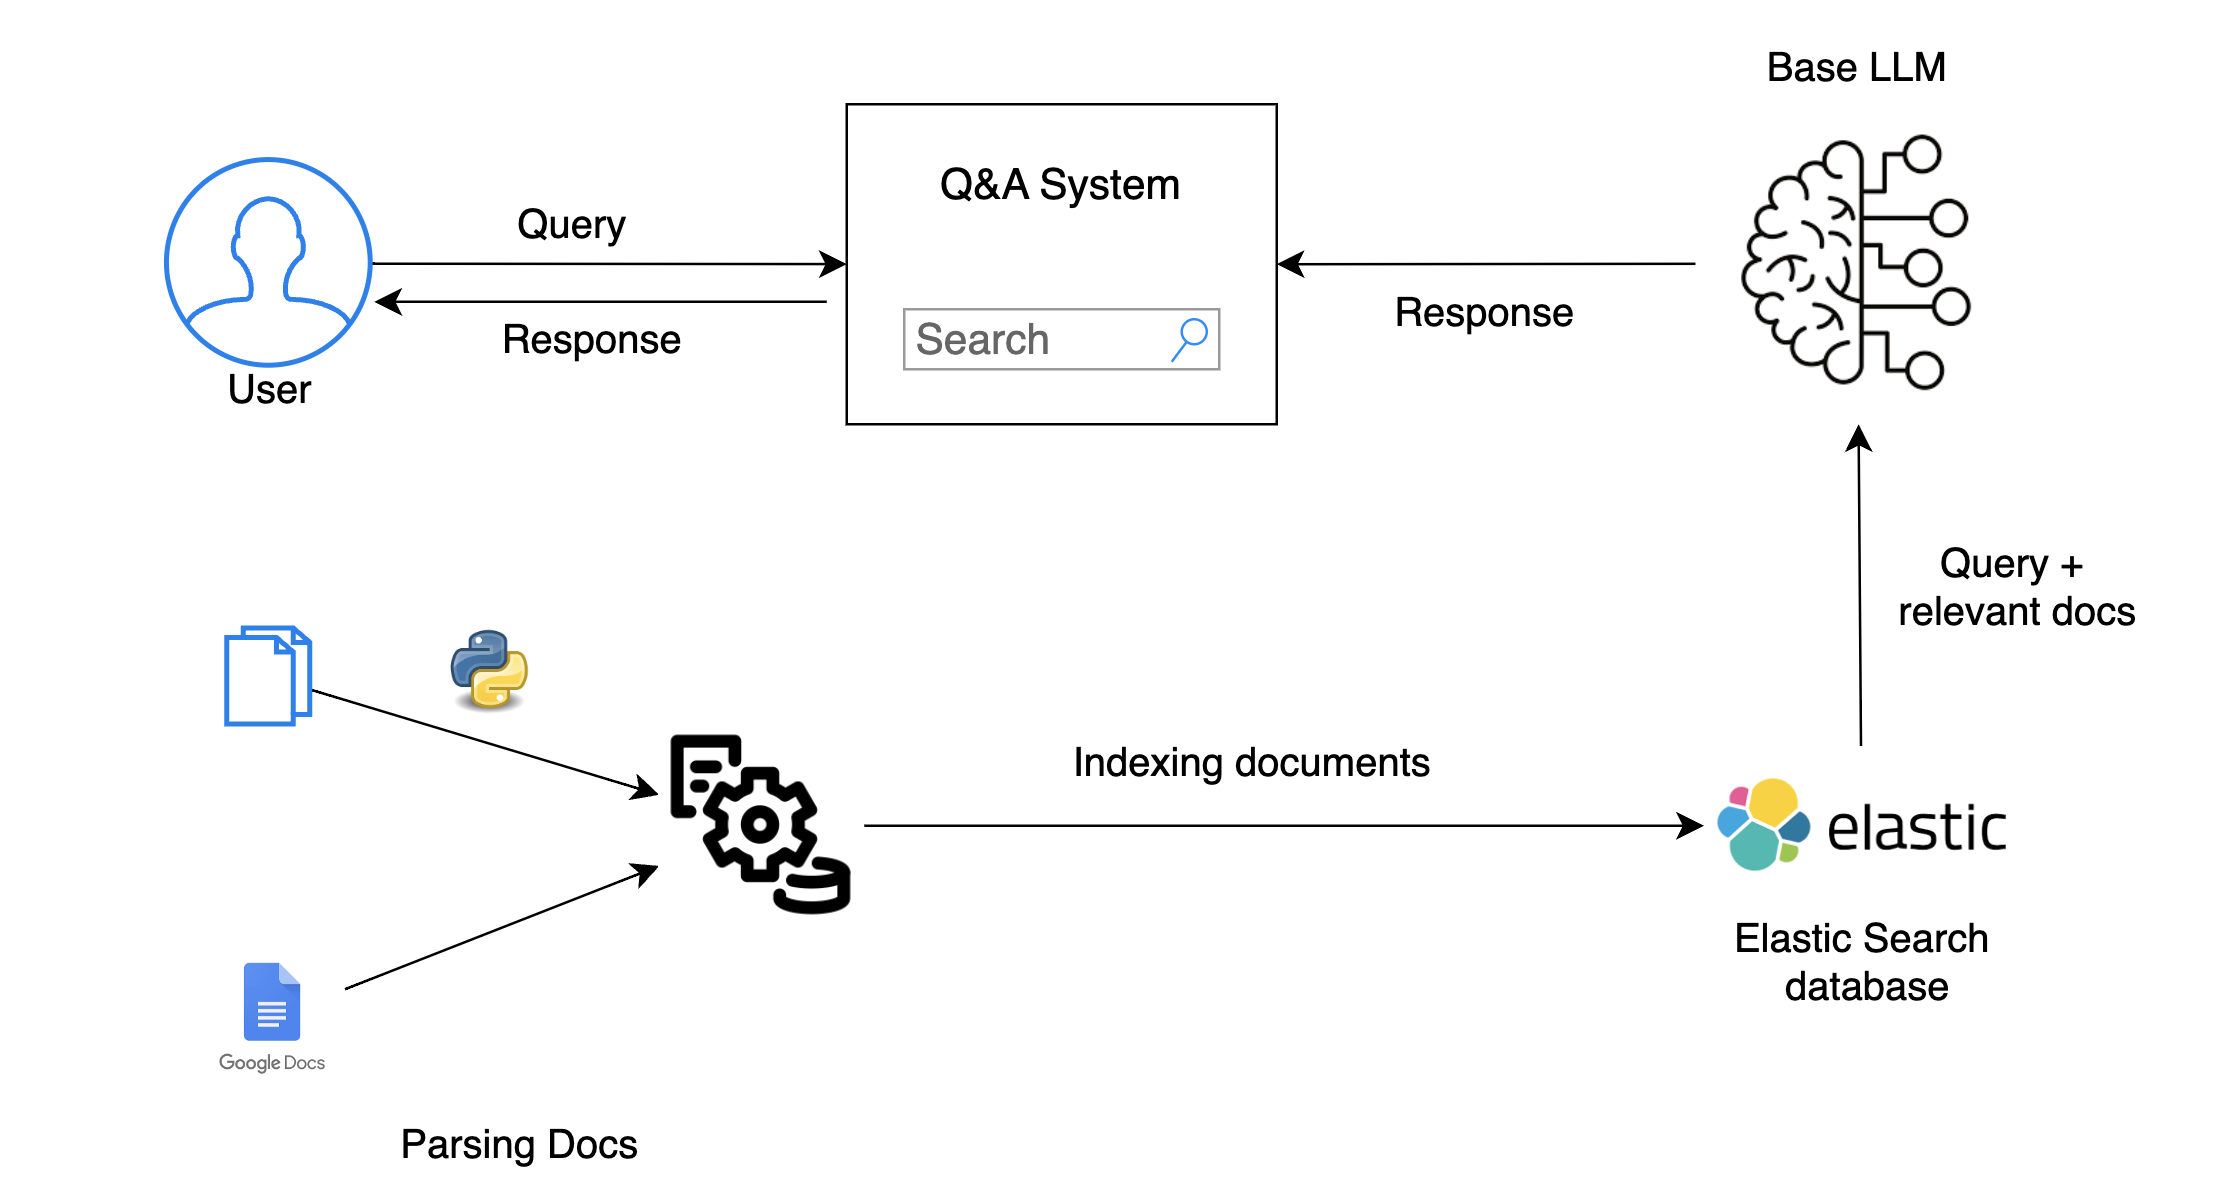 Base LLM
Q&A System
Query
Search
Response
Response
User
Query +
relevant docs
Indexing documents
elastic
Elastic Search
database
Google Docs
Parsing Docs